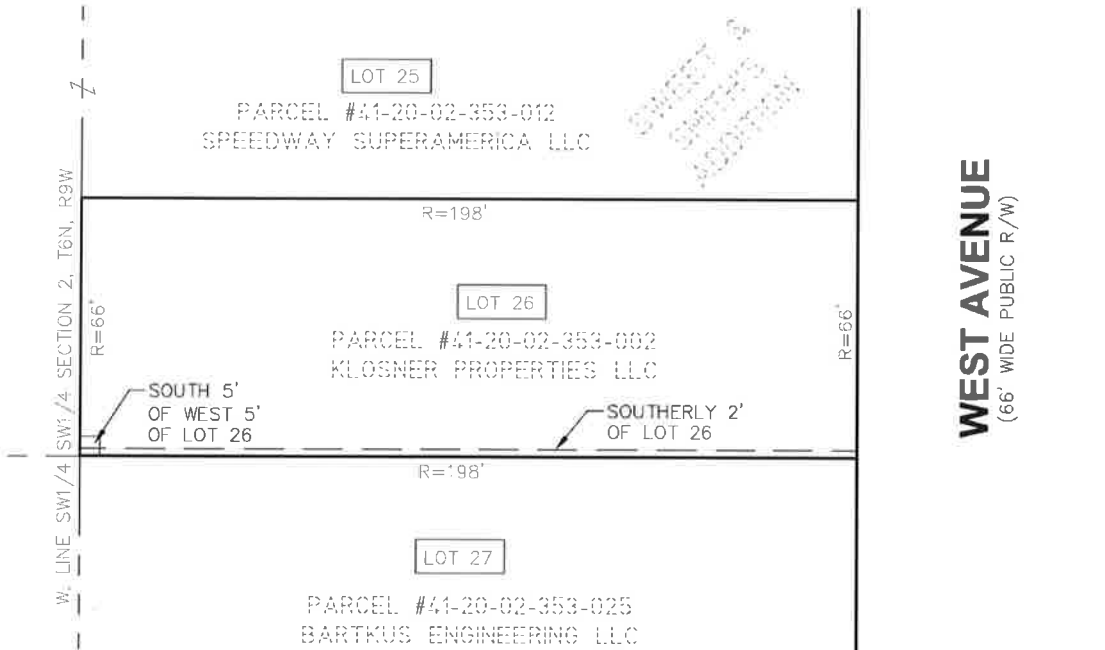 LOT 25
PARCEL #41-20-02-353-012
SPEEDWAY SUPERAMERICA LLC
SWEET &
SMITH'S
ADDITION
R=198'
LOT 26
PARCEL #41-20-02-353-002
KLOSNER PROPERTIES LLC
R=66'
R=66'
SOUTH 5'
OF WEST 5'
OF LOT 26
SOUTHERLY 2'
OF LOT 26
R=198'
LOT 27
PARCEL #41-20-02-353-025
BARTKUS ENGINEERING LLC
W. LINE SW1/4 SW1/4 SECTION 2, T6N, R9W
WEST AVENUE
(66' WIDE PUBLIC R/W)